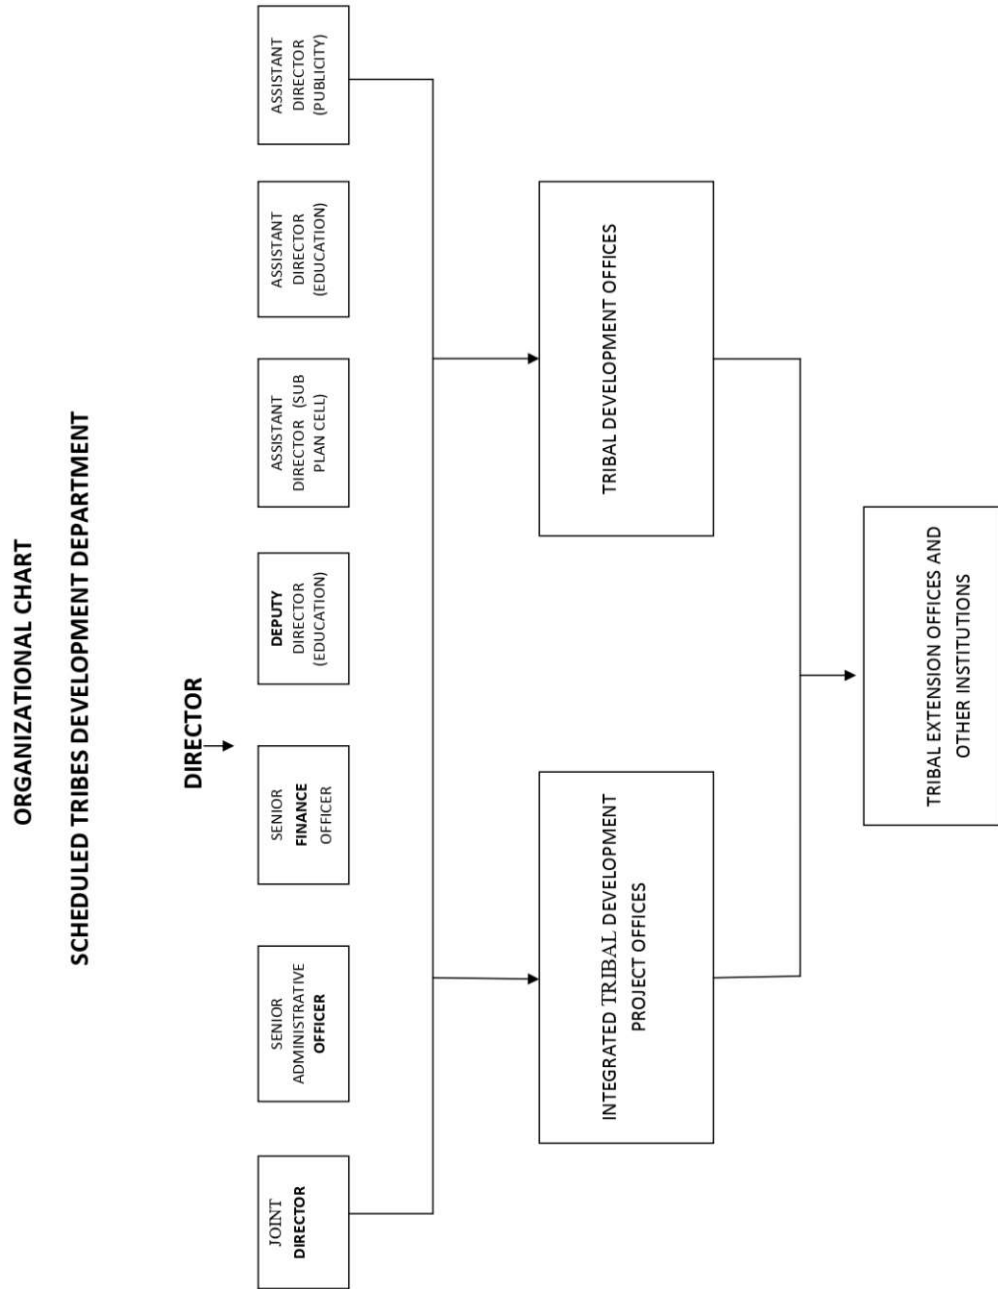 ORGANIZATIONAL CHART
SCHEDULED TRIBES DEVELOPMENT DEPARTMENT
DIRECTOR
JOINT
DIRECTOR
SENIOR
ADMINISTRATIVE
OFFICER
SENIOR
FINANCE
OFFICER
DEPUTY
DIRECTOR
(EDUCATION)
ASSISTANT
DIRECTOR (SUB
PLAN CELL)
ASSISTANT
DIRECTOR
(EDUCATION)
ASSISTANT
DIRECTOR
(PUBLICITY)
INTEGRATED TRIBAL DEVELOPMENT
PROJECT OFFICES
TRIBAL DEVELOPMENT OFFICES
TRIBAL EXTENSION OFFICES AND
OTHER INSTITUTIONS